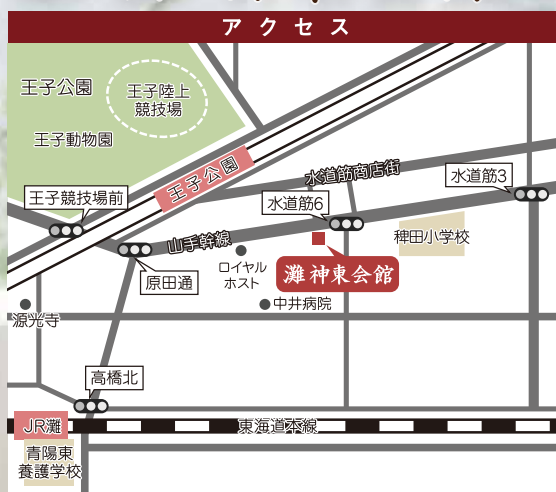 アクセス
王子公園
王子陸上
競技場
王子動物園
王子公園
水道筋商店街
水道筋3
王子競技場前
水道筋6
山手幹線
稗田小学校
原田通
ロイヤル
ホスト
灘神東会館
中井病院
源光寺
高橋北
JR灘
東海道本線
青陽東
養護学校